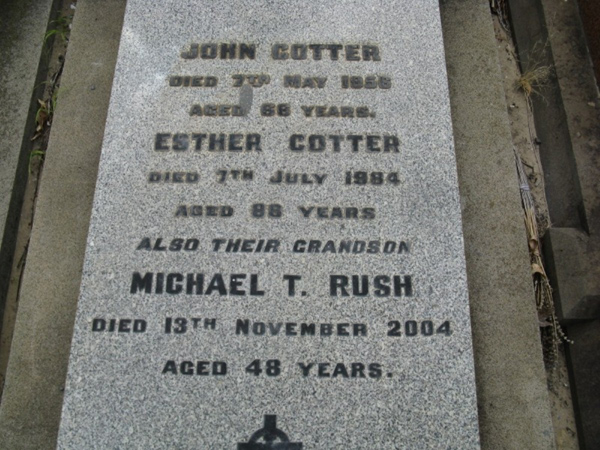 JOHN COTTER
DIED 7TH MAY
AGED YEARS.
ESTHER COTTER
DIED 7TH JULY 1984
AGED YEARS
ALSO THEIR GRANDSON
MICHAEL T. RUSH
DIED 13TH NOVEMBER 2004
AGED 48 YEARS.